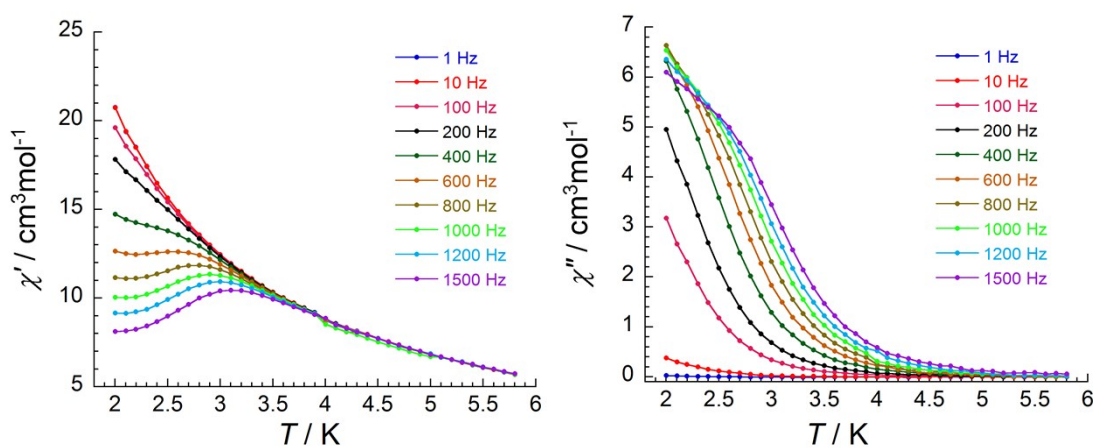 25
20
15
10
5
χ′ / cm³mol⁻¹
1 Hz
10 Hz
100 Hz
200 Hz
400 Hz
600 Hz
800 Hz
1000 Hz
1200 Hz
1500 Hz
2 2.5 3 3.5 4 4.5 5 5.5 6
T / K
7
6
5
4
3
2
1
0
χ″ / cm³mol⁻¹
1 Hz
10 Hz
100 Hz
200 Hz
400 Hz
600 Hz
800 Hz
1000 Hz
1200 Hz
1500 Hz
2 2.5 3 3.5 4 4.5 5 5.5 6
T / K